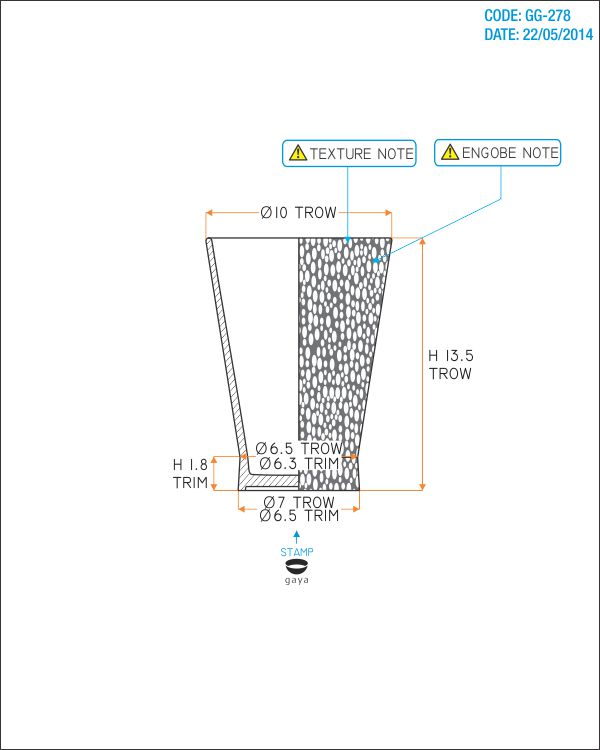 CODE: GG-278
DATE: 22/05/2014
TEXTURE NOTE
ENGOBE NOTE
Ø10 TROW
H 13.5
TROW
Ø6.5 TROW
Ø6.3 TRIM
H 1.8
TRIM
Ø7 TROW
Ø6.5 TRIM
STAMP
gaya